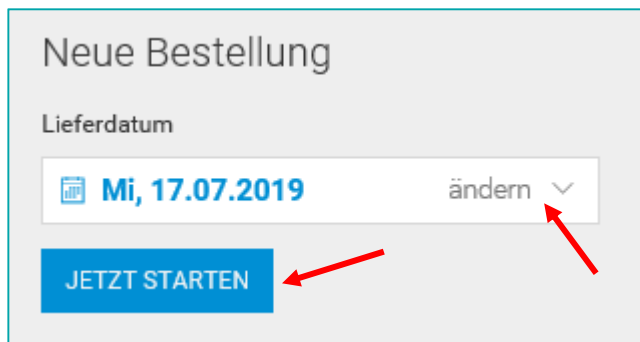 Neue Bestellung
Lieferdatum
Mi, 17.07.2019 ändern
JETZT STARTEN